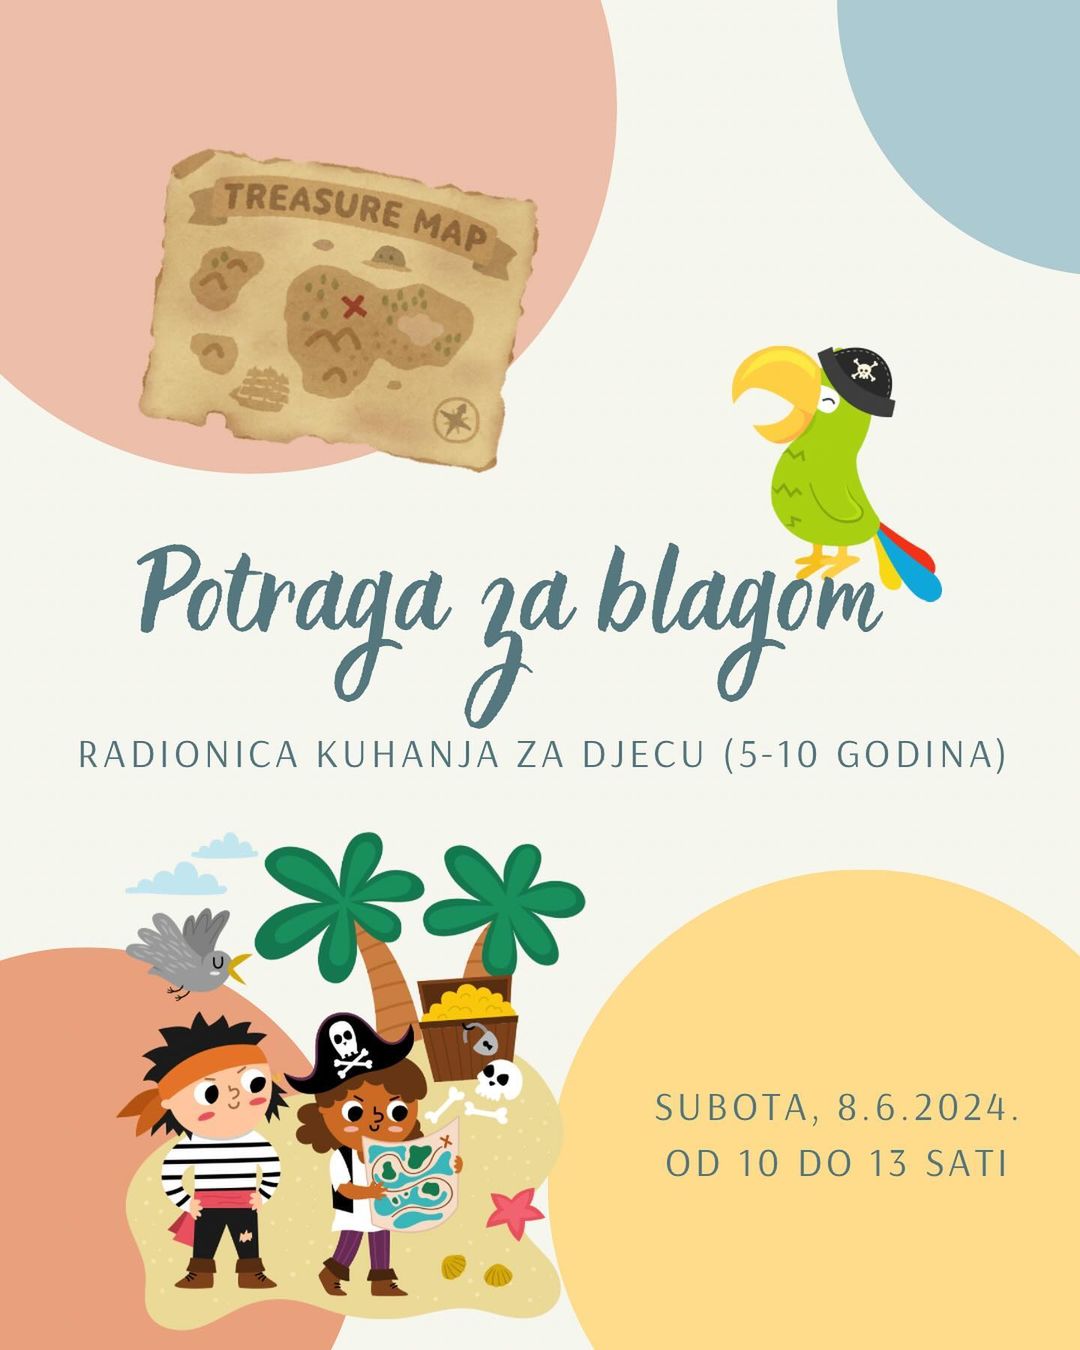 TREASURE MAP
Potraga za blagom
RADIONICA KUHANJA ZA DJECU (5-10 GODINA)
SUBOTA, 8.6.2024.
OD 10 DO 13 SATI